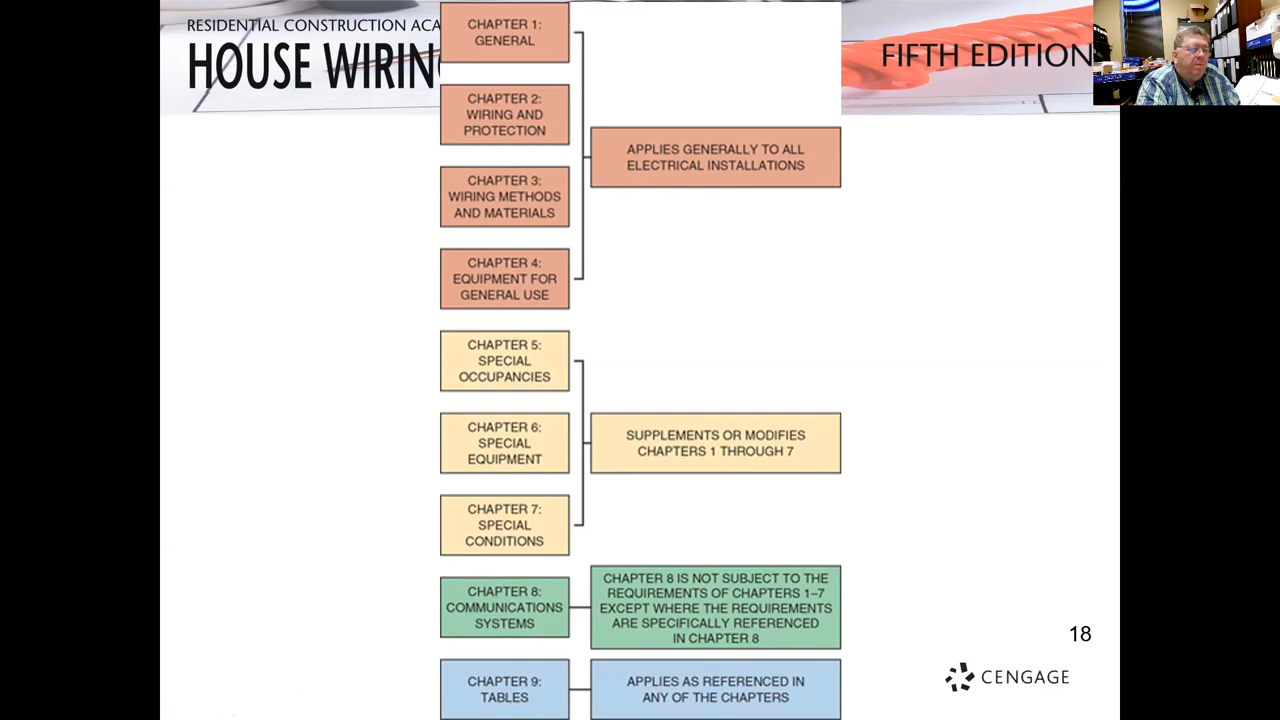 RESIDENTIAL CONSTRUCTION ACA
HOUSE WIRING
FIFTH EDITION
CHAPTER 1:
GENERAL
CHAPTER 2:
WIRING AND
PROTECTION
CHAPTER 3:
WIRING METHODS
AND MATERIALS
CHAPTER 4:
EQUIPMENT FOR
GENERAL USE
APPLIES GENERALLY TO ALL
ELECTRICAL INSTALLATIONS
CHAPTER 5:
SPECIAL
OCCUPANCIES
CHAPTER 6:
SPECIAL
EQUIPMENT
CHAPTER 7:
SPECIAL
CONDITIONS
SUPPLEMENTS OR MODIFIES
CHAPTERS 1 THROUGH 7
CHAPTER 8:
COMMUNICATIONS
SYSTEMS
CHAPTER 8 IS NOT SUBJECT TO THE
REQUIREMENTS OF CHAPTERS 1–7
EXCEPT WHERE THE REQUIREMENTS
ARE SPECIFICALLY REFERENCED
IN CHAPTER 8
CHAPTER 9:
TABLES
APPLIES AS REFERENCED IN
ANY OF THE CHAPTERS
18
CENGAGE